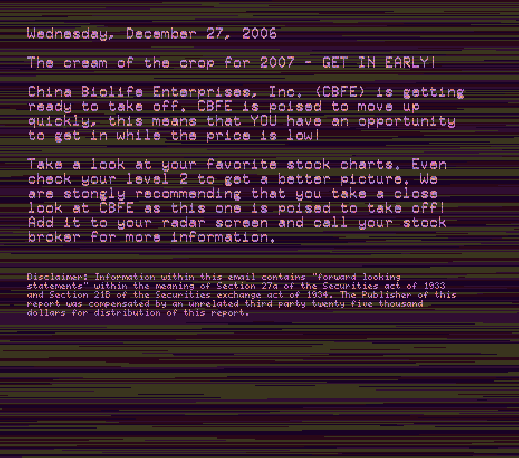 Wednesday, December 27, 2006
The cream of the crop for 2007 - GET IN EARLY!
China Biolife Enterprises, Inc. (CBFE) is getting
ready to take off. CBFE is poised to move up
quickly, this means that YOU have an opportunity
to get in while the price is low!
Take a look at your favorite stock charts. Even
check your level 2 to get a better picture. We
are stongly recommending that you take a close
look at CBFE as this one is poised to take off!
Add it to your radar screen and call your stock
broker for more information.
Disclaimer: Information within this email contains "forward looking
statements" within the meaning of Section 27a of the Securities act of 1933
and Section 21B of the Securities exchange act of 1934. The Publisher of this
report was compensated by an unrelated third party twenty five thousand
dollars for distribution of this report.